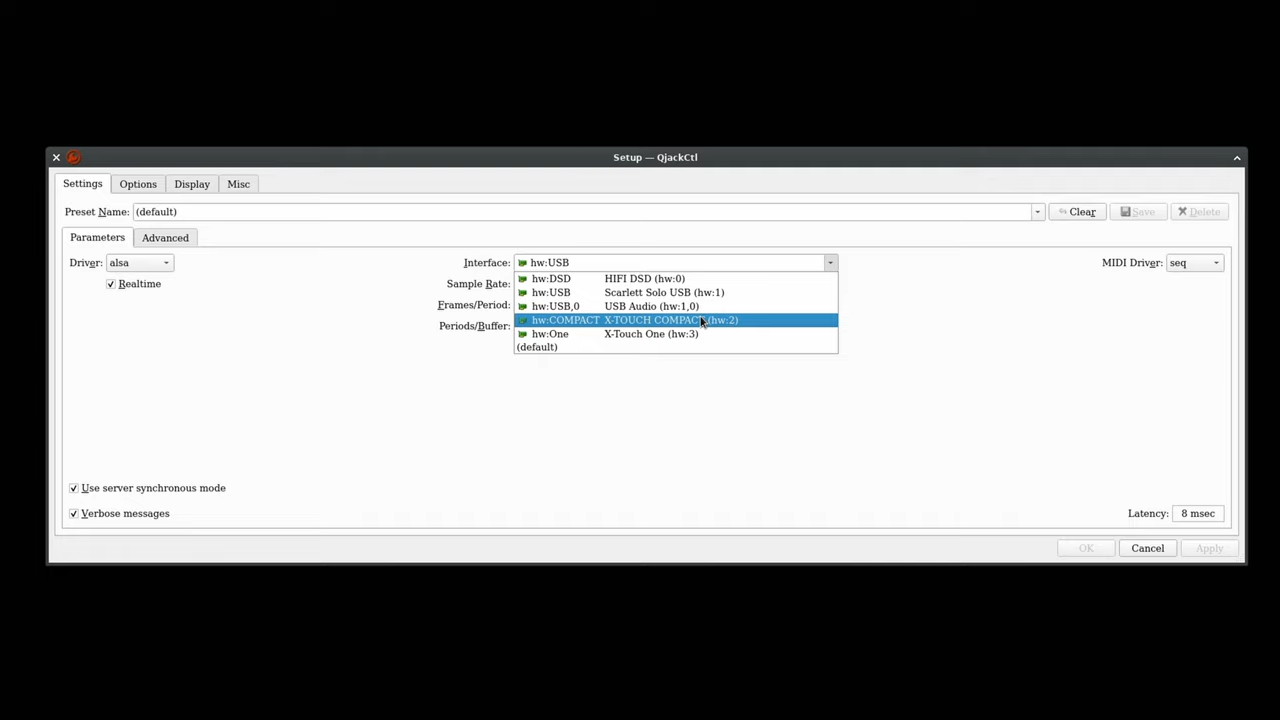 Setup — QjackCtl
Settings Options Display Misc
Preset Name: (default) Clear Save Delete
Parameters Advanced
Driver: alsa Interface: hw:USB MIDI Driver: seq
Realtime Sample Rate: hw:DSD HIFI DSD (hw:0)
hw:USB Scarlett Solo USB (hw:1)
Frames/Period: hw:USB,0 USB Audio (hw:1,0)
Periods/Buffer: hw:COMPACT X-TOUCH COMPACT (hw:2)
hw:One X-Touch One (hw:3)
(default)
Use server synchronous mode
Verbose messages Latency: 8 msec
OK Cancel Apply